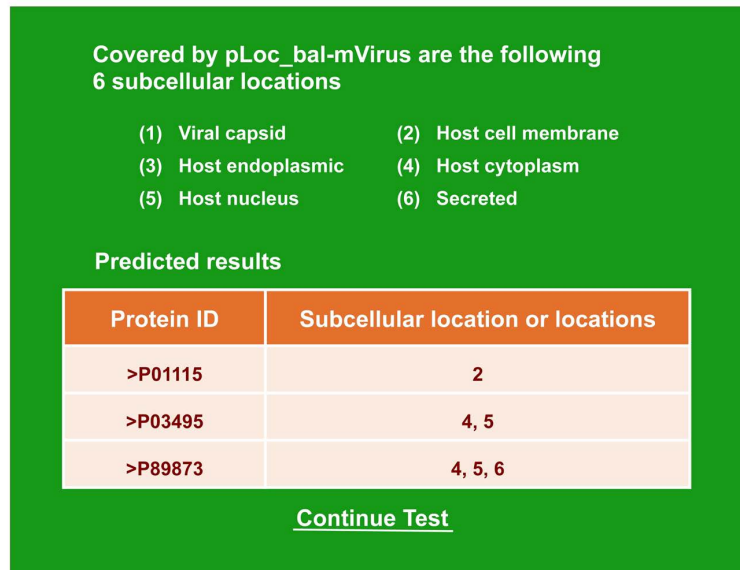 Covered by pLoc_bal-mVirus are the following
6 subcellular locations
(1) Viral capsid (2) Host cell membrane
(3) Host endoplasmic (4) Host cytoplasm
(5) Host nucleus (6) Secreted
Predicted results
Protein ID Subcellular location or locations
>P01115 2
>P03495 4, 5
>P89873 4, 5, 6
Continue Test